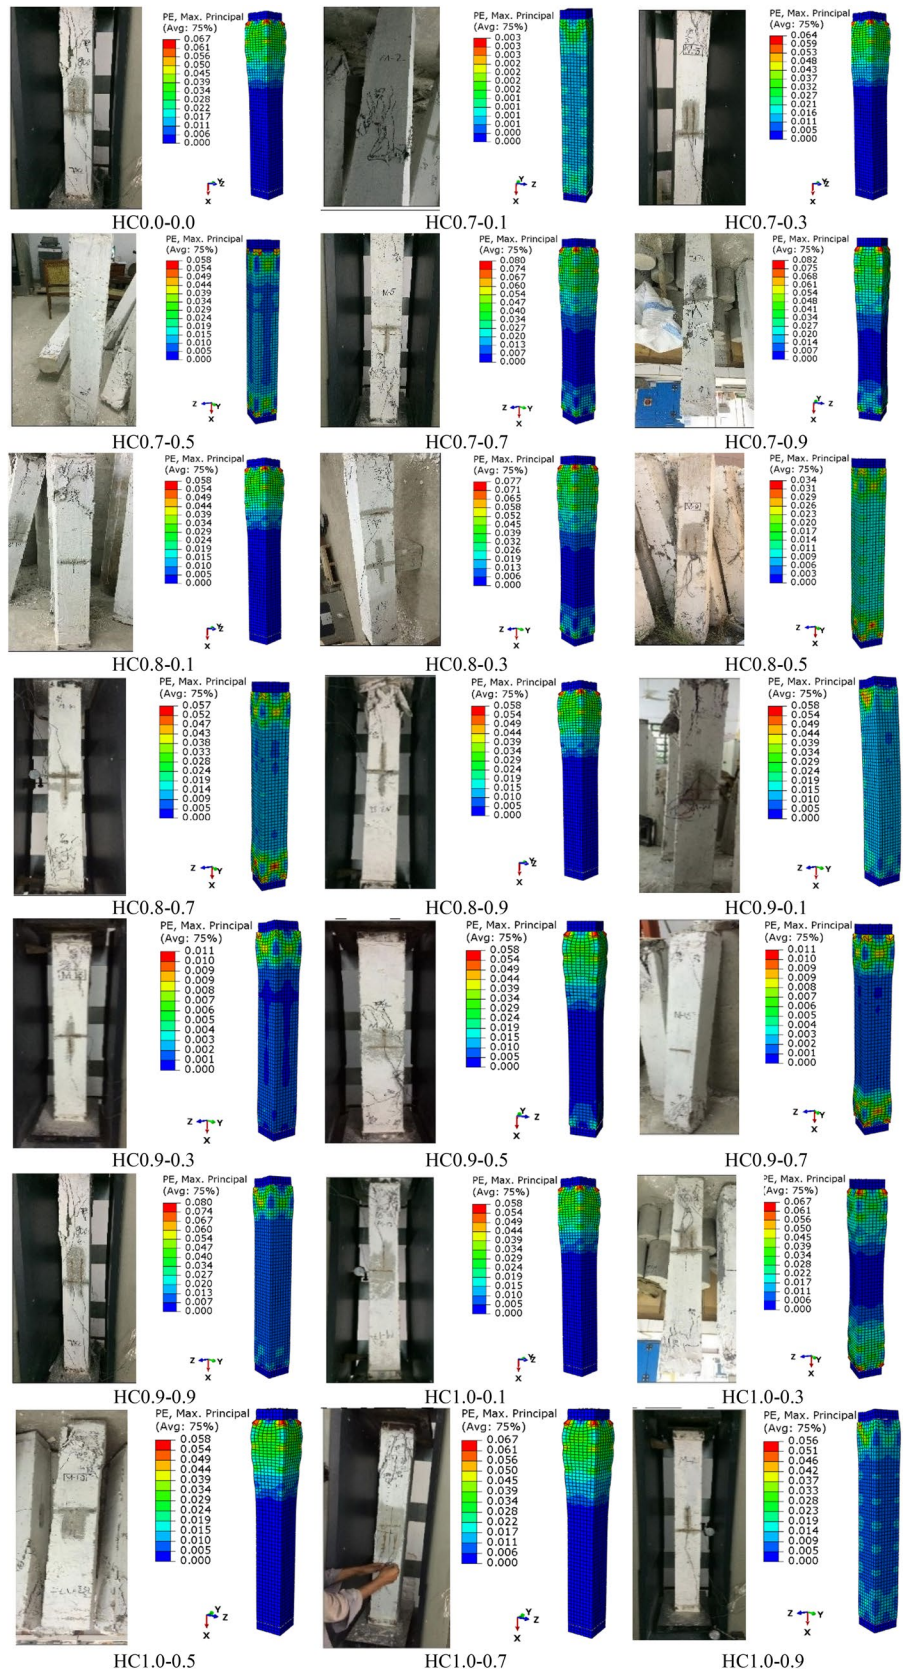 PE, Max. Principal
(Avg: 75%)
0.067
0.061
0.056
0.050
0.045
0.039
0.034
0.028
0.022
0.017
0.011
0.006
0.000
Y
Z
X
HC0.0-0.0
PE, Max. Principal
(Avg: 75%)
0.003
0.003
0.003
0.002
0.002
0.002
0.002
0.001
0.001
0.001
0.001
0.000
0.000
Y
Z
X
HC0.7-0.1
PE, Max. Principal
(Avg: 75%)
0.064
0.059
0.053
0.048
0.043
0.037
0.032
0.027
0.021
0.016
0.011
0.005
0.000
Y
Z
X
HC0.7-0.3
PE, Max. Principal
(Avg: 75%)
0.058
0.054
0.049
0.044
0.039
0.034
0.029
0.024
0.019
0.015
0.010
0.005
0.000
Z
Y
X
HC0.7-0.5
PE, Max. Principal
(Avg: 75%)
0.080
0.074
0.067
0.060
0.053
0.047
0.040
0.034
0.027
0.020
0.013
0.007
0.000
Z
Y
X
HC0.7-0.7
PE, Max. Principal
(Avg: 75%)
0.082
0.075
0.068
0.061
0.054
0.048
0.041
0.034
0.027
0.020
0.014
0.007
0.000
Y
Z
X
HC0.7-0.9
PE, Max. Principal
(Avg: 75%)
0.058
0.054
0.049
0.044
0.039
0.034
0.029
0.024
0.019
0.015
0.010
0.005
0.000
Y
Z
X
HC0.8-0.1
PE, Max. Principal
(Avg: 75%)
0.077
0.071
0.065
0.058
0.052
0.045
0.039
0.032
0.026
0.019
0.013
0.006
0.000
Z
Y
X
HC0.8-0.3
PE, Max. Principal
(Avg: 75%)
0.034
0.031
0.029
0.026
0.023
0.020
0.017
0.014
0.011
0.009
0.006
0.003
0.000
Z
Y
X
HC0.8-0.5
PE, Max. Principal
(Avg: 75%)
0.057
0.052
0.047
0.043
0.038
0.033
0.028
0.024
0.019
0.014
0.009
0.005
0.000
Z
Y
X
HC0.8-0.7
PE, Max. Principal
(Avg: 75%)
0.058
0.054
0.049
0.044
0.039
0.034
0.029
0.024
0.019
0.015
0.010
0.005
0.000
Y
Z
X
HC0.8-0.9
PE, Max. Principal
(Avg: 75%)
0.058
0.054
0.049
0.044
0.039
0.034
0.029
0.024
0.019
0.015
0.010
0.005
0.000
Z
Y
X
HC0.9-0.1
PE, Max. Principal
(Avg: 75%)
0.011
0.010
0.009
0.009
0.008
0.007
0.006
0.004
0.003
0.002
0.001
0.000
Z
Y
X
HC0.9-0.3
PE, Max. Principal
(Avg: 75%)
0.058
0.054
0.049
0.044
0.039
0.034
0.029
0.024
0.019
0.015
0.010
0.005
0.000
Y
Z
X
HC0.9-0.5
PE, Max. Principal
(Avg: 75%)
0.011
0.010
0.009
0.009
0.008
0.007
0.006
0.004
0.003
0.002
0.001
0.000
Z
Y
X
HC0.9-0.7
PE, Max. Principal
(Avg: 75%)
0.080
0.074
0.067
0.060
0.054
0.047
0.040
0.034
0.027
0.020
0.013
0.007
0.000
Z
Y
X
HC0.9-0.9
PE, Max. Principal
(Avg: 75%)
0.058
0.054
0.049
0.044
0.039
0.034
0.029
0.024
0.019
0.015
0.010
0.005
0.000
Y
Z
X
HC1.0-0.1
PE, Max. Principal
(Avg: 75%)
0.067
0.061
0.056
0.050
0.045
0.039
0.034
0.028
0.022
0.017
0.011
0.006
0.000
Z
Y
X
HC1.0-0.3
PE, Max. Principal
(Avg: 75%)
0.058
0.054
0.049
0.044
0.039
0.034
0.029
0.024
0.019
0.015
0.010
0.005
0.000
Y
Z
X
HC1.0-0.5
PE, Max. Principal
(Avg: 75%)
0.067
0.061
0.056
0.050
0.045
0.039
0.034
0.028
0.022
0.017
0.011
0.006
0.000
Y
Z
X
HC1.0-0.7
PE, Max. Principal
(Avg: 75%)
0.056
0.051
0.046
0.042
0.037
0.033
0.028
0.023
0.019
0.014
0.009
0.005
0.000
Z
Y
X
HC1.0-0.9